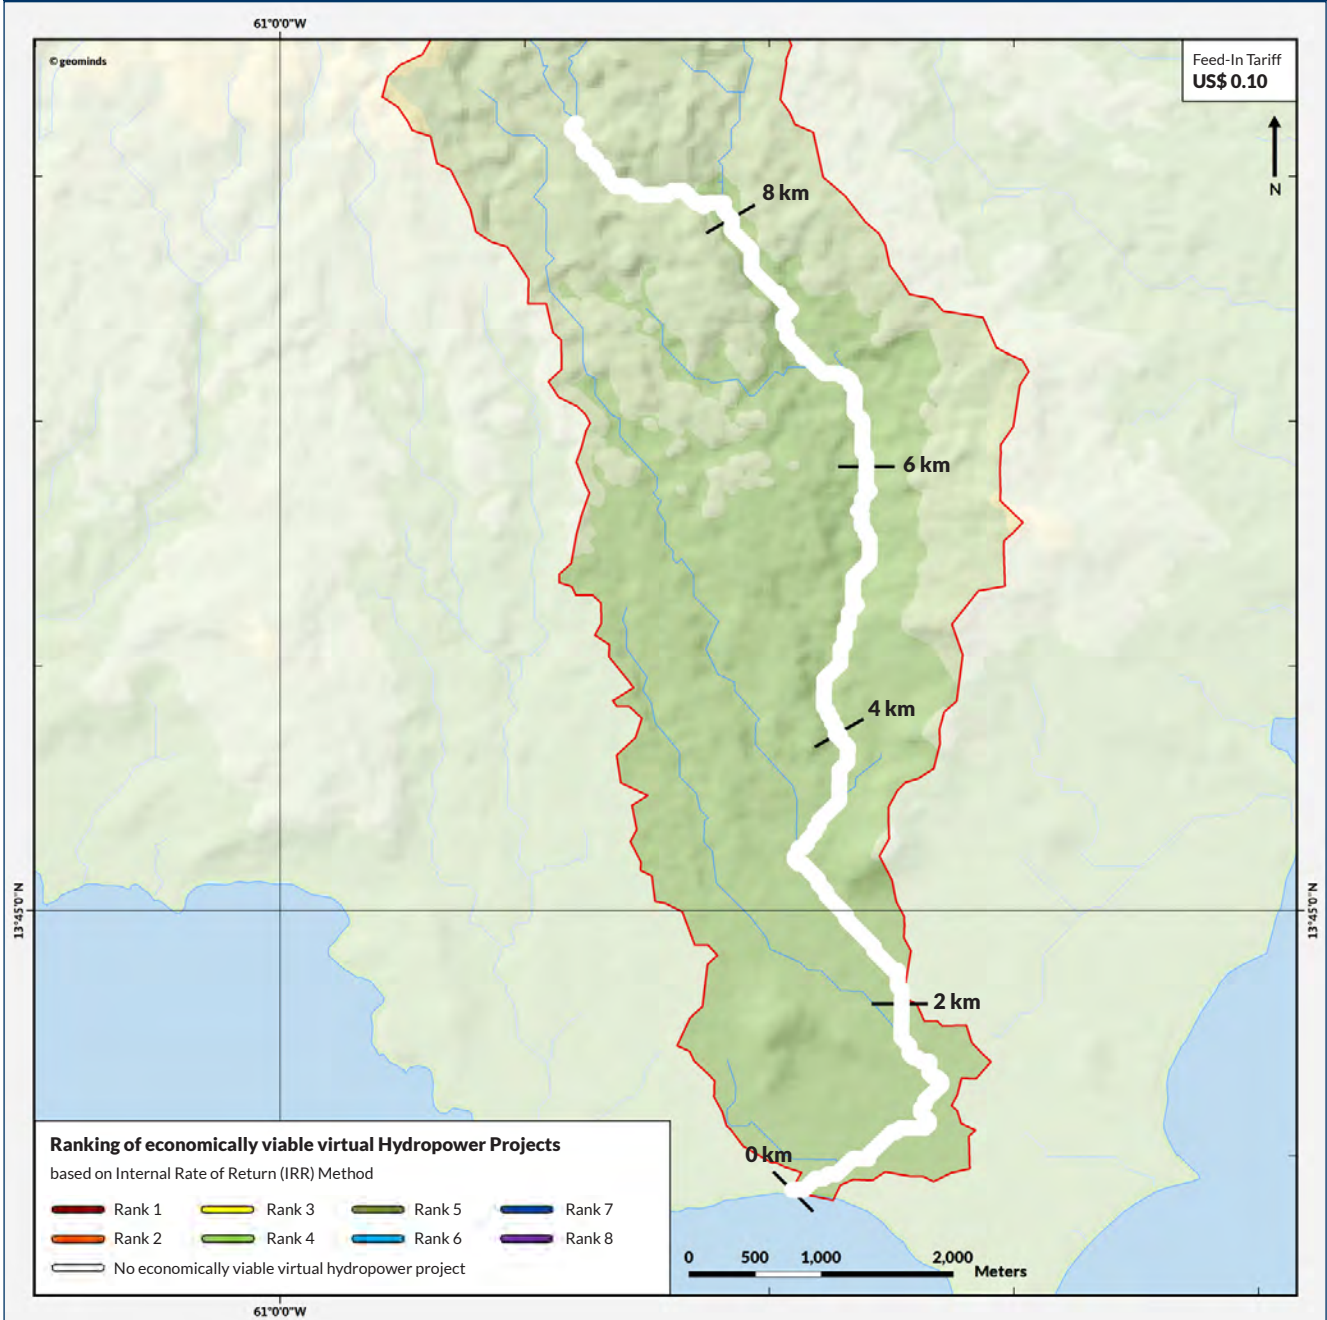 61°0'0"W
© geominds
Feed-In Tariff
US$ 0.10
N
8 km
6 km
4 km
13°45'0"N
13°45'0"N
2 km
0 km
Ranking of economically viable virtual Hydropower Projects
based on Internal Rate of Return (IRR) Method
Rank 1
Rank 3
Rank 5
Rank 7
Rank 2
Rank 4
Rank 6
Rank 8
No economically viable virtual hydropower project
0 500 1,000 2,000
Meters
61°0'0"W